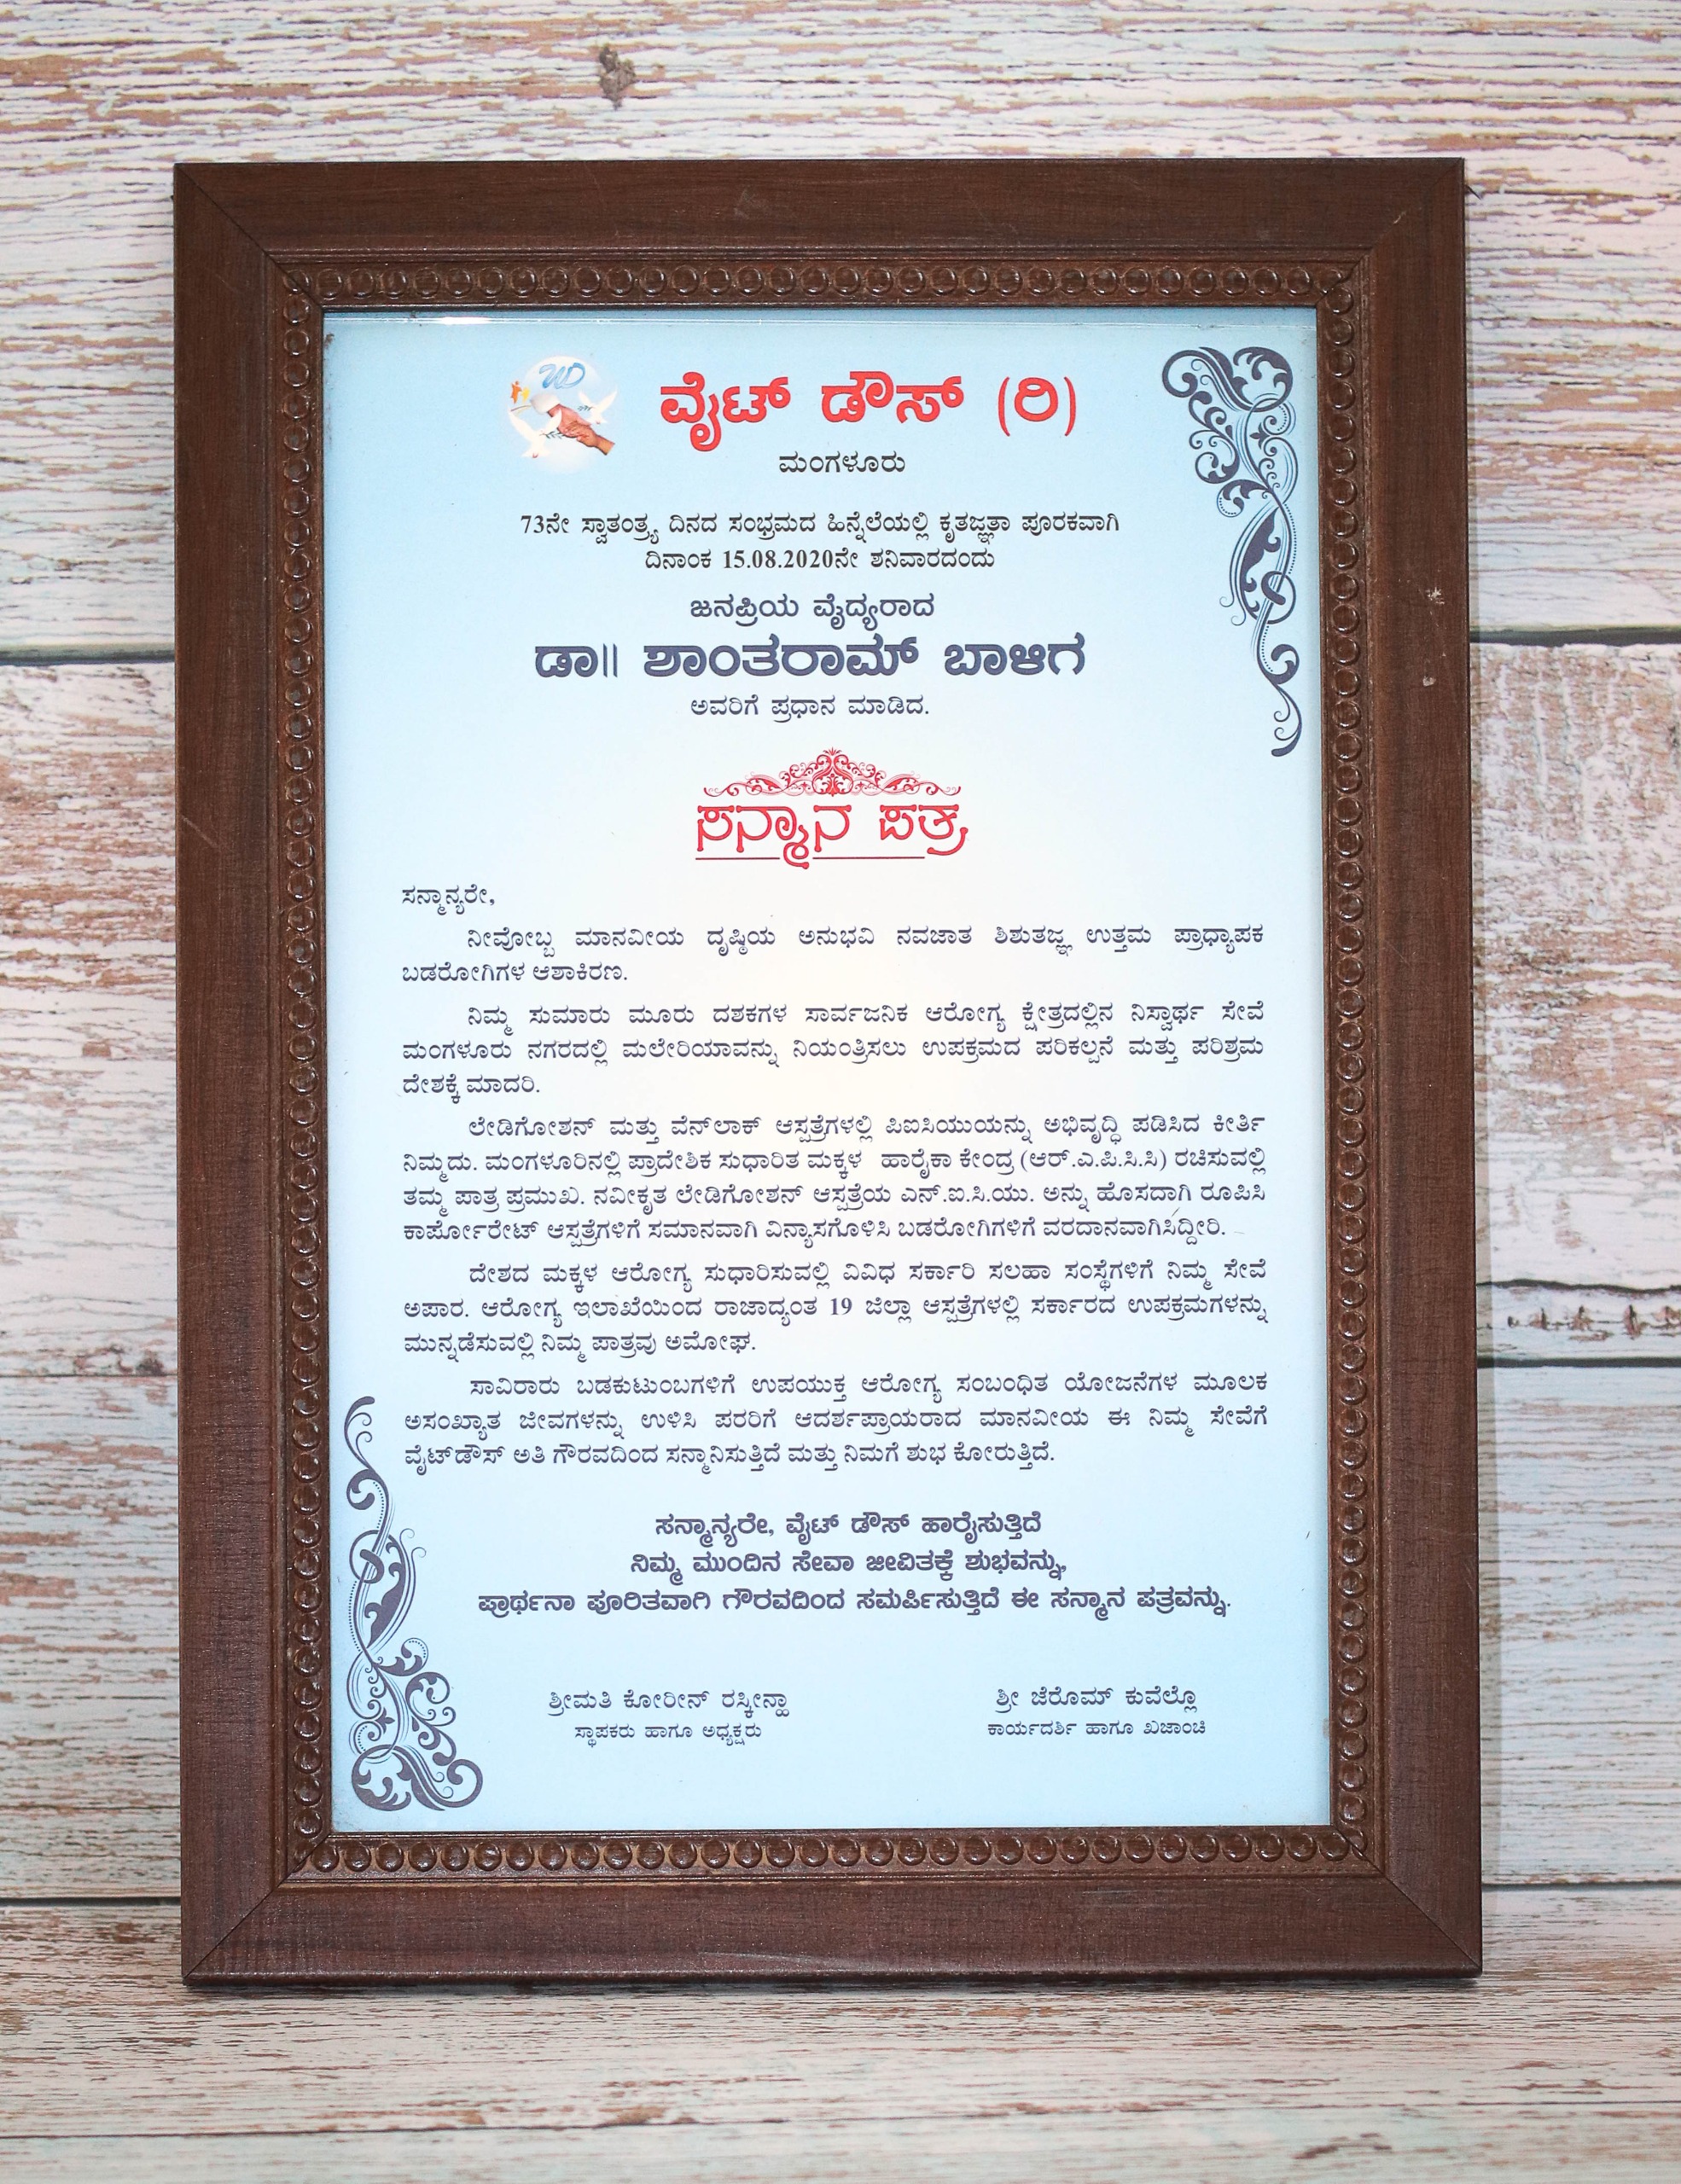 WD
ವೈಟ್ ಡೌಸ್ (ರಿ)
ಮಂಗಳೂರು
73ನೇ ಸ್ವಾತಂತ್ರ್ಯ ದಿನದ ಸಂಭ್ರಮದ ಹಿನ್ನೆಲೆಯಲ್ಲಿ ಕೃತಜ್ಞತಾ ಪೂರಕವಾಗಿ
ದಿನಾಂಕ 15.08.2020ನೇ ಶನಿವಾರದಂದು
ಜನಪ್ರಿಯ ವೈದ್ಯರಾದ
ಡಾ|| ಶಾಂತರಾಮ್ ಬಾಳಿಗ
ಅವರಿಗೆ ಪ್ರಧಾನ ಮಾಡಿದ.
ಸನ್ಮಾನ ಪತ್ರ
ಸನ್ಮಾನ್ಯರೇ,
ನೀವೋಬ್ಬ ಮಾನವೀಯ ದೃಷ್ಠಿಯ ಅನುಭವಿ ನವಜಾತ ಶಿಶುತಜ್ಞ ಉತ್ತಮ ಪ್ರಾಧ್ಯಾಪಕ
ಬಡರೋಗಿಗಳ ಆಶಾಕಿರಣ.
ನಿಮ್ಮ ಸುಮಾರು ಮೂರು ದಶಕಗಳ ಸಾರ್ವಜನಿಕ ಆರೋಗ್ಯ ಕ್ಷೇತ್ರದಲ್ಲಿನ ನಿಸ್ವಾರ್ಥ ಸೇವೆ
ಮಂಗಳೂರು ನಗರದಲ್ಲಿ ಮಲೇರಿಯಾವನ್ನು ನಿಯಂತ್ರಿಸಲು ಉಪಕ್ರಮದ ಪರಿಕಲ್ಪನೆ ಮತ್ತು ಪರಿಶ್ರಮ
ದೇಶಕ್ಕೆ ಮಾದರಿ.
ಲೇಡಿಗೋಶನ್ ಮತ್ತು ವೆನ್‌ಲಾಕ್ ಆಸ್ಪತ್ರೆಗಳಲ್ಲಿ ಪಿಐಸಿಯುಯನ್ನು ಅಭಿವೃದ್ಧಿ ಪಡಿಸಿದ ಕೀರ್ತಿ
ನಿಮ್ಮದು. ಮಂಗಳೂರಿನಲ್ಲಿ ಪ್ರಾದೇಶಿಕ ಸುಧಾರಿತ ಮಕ್ಕಳ ಹಾರೈಕಾ ಕೇಂದ್ರ (ಆರ್.ಎ.ಪಿ.ಸಿ.ಸಿ) ರಚಿಸುವಲ್ಲಿ
ತಮ್ಮ ಪಾತ್ರ ಪ್ರಮುಖ. ನವೀಕೃತ ಲೇಡಿಗೋಶನ್ ಆಸ್ಪತ್ರೆಯ ಎನ್.ಐ.ಸಿ.ಯು. ಅನ್ನು ಹೊಸದಾಗಿ ರೂಪಿಸಿ
ಕಾರ್ಪೋರೇಟ್ ಆಸ್ಪತ್ರೆಗಳಿಗೆ ಸಮಾನವಾಗಿ ವಿನ್ಯಾಸಗೊಳಿಸಿ ಬಡರೋಗಿಗಳಿಗೆ ವರದಾನವಾಗಿಸಿದ್ದೀರಿ.
ದೇಶದ ಮಕ್ಕಳ ಆರೋಗ್ಯ ಸುಧಾರಿಸುವಲ್ಲಿ ವಿವಿಧ ಸರ್ಕಾರಿ ಸಲಹಾ ಸಂಸ್ಥೆಗಳಿಗೆ ನಿಮ್ಮ ಸೇವೆ
ಅಪಾರ. ಆರೋಗ್ಯ ಇಲಾಖೆಯಿಂದ ರಾಜಾದ್ಯಂತ 19 ಜಿಲ್ಲಾ ಆಸ್ಪತ್ರೆಗಳಲ್ಲಿ ಸರ್ಕಾರದ ಉಪಕ್ರಮಗಳನ್ನು
ಮುನ್ನಡೆಸುವಲ್ಲಿ ನಿಮ್ಮ ಪಾತ್ರವು ಅಮೋಘ.
ಸಾವಿರಾರು ಬಡಕುಟುಂಬಗಳಿಗೆ ಉಪಯುಕ್ತ ಆರೋಗ್ಯ ಸಂಬಂಧಿತ ಯೋಜನೆಗಳ ಮೂಲಕ
ಅಸಂಖ್ಯಾತ ಜೀವಗಳನ್ನು ಉಳಿಸಿ ಪರರಿಗೆ ಆದರ್ಶಪ್ರಾಯರಾದ ಮಾನವೀಯ ಈ ನಿಮ್ಮ ಸೇವೆಗೆ
ವೈಟ್‌ಡೌಸ್ ಅತಿ ಗೌರವದಿಂದ ಸನ್ಮಾನಿಸುತ್ತಿದೆ ಮತ್ತು ನಿಮಗೆ ಶುಭ ಕೋರುತ್ತಿದೆ.
ಸನ್ಮಾನ್ಯರೇ, ವೈಟ್ ಡೌಸ್ ಹಾರೈಸುತ್ತಿದೆ
ನಿಮ್ಮ ಮುಂದಿನ ಸೇವಾ ಜೀವಿತಕ್ಕೆ ಶುಭವನ್ನು,
ಪ್ರಾರ್ಥನಾ ಪೂರಿತವಾಗಿ ಗೌರವದಿಂದ ಸಮರ್ಪಿಸುತ್ತಿದೆ ಈ ಸನ್ಮಾನ ಪತ್ರವನ್ನು.
ಶ್ರೀಮತಿ ಕೋರೀನ್ ರಸ್ಕೀನ್ಹಾ
ಸ್ಥಾಪಕರು ಹಾಗೂ ಅಧ್ಯಕ್ಷರು
ಶ್ರೀ ಜೆರೊಮ್ ಕುವೆಲ್ಲೊ
ಕಾರ್ಯದರ್ಶಿ ಹಾಗೂ ಖಜಾಂಚಿ